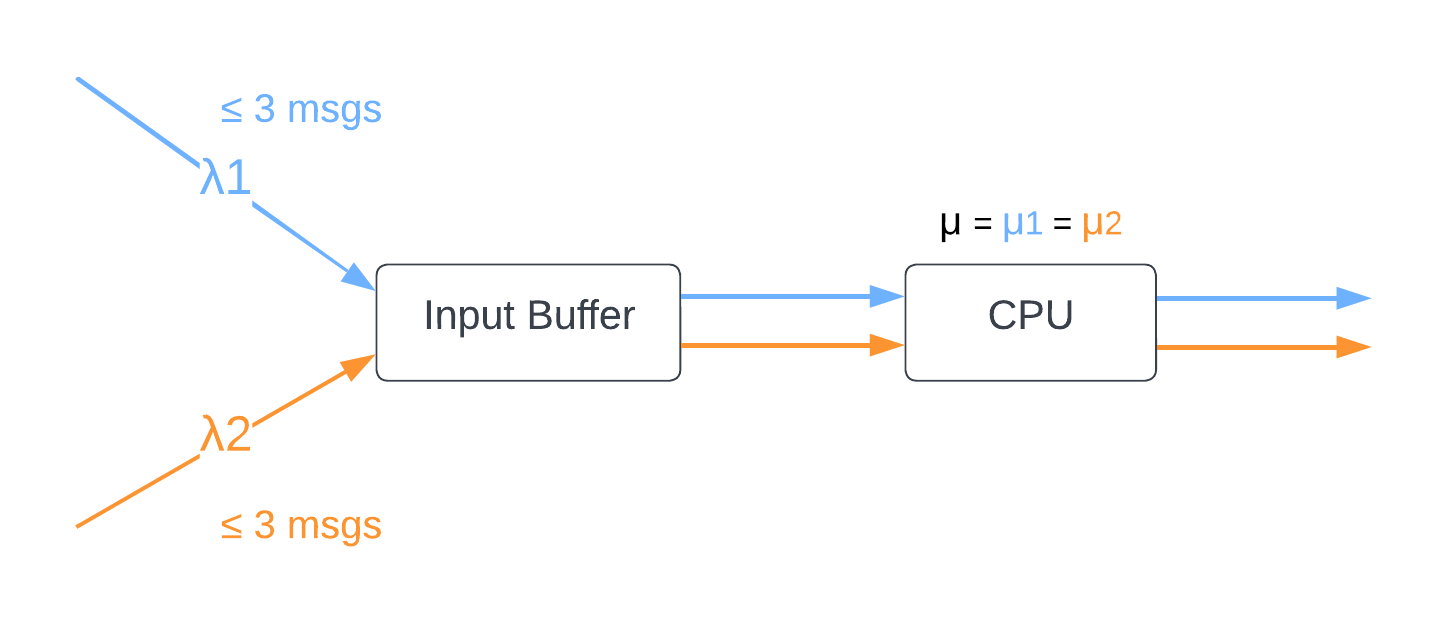 ≤ 3 msgs
λ1
μ = μ1 = μ2
Input Buffer
CPU
λ2
≤ 3 msgs